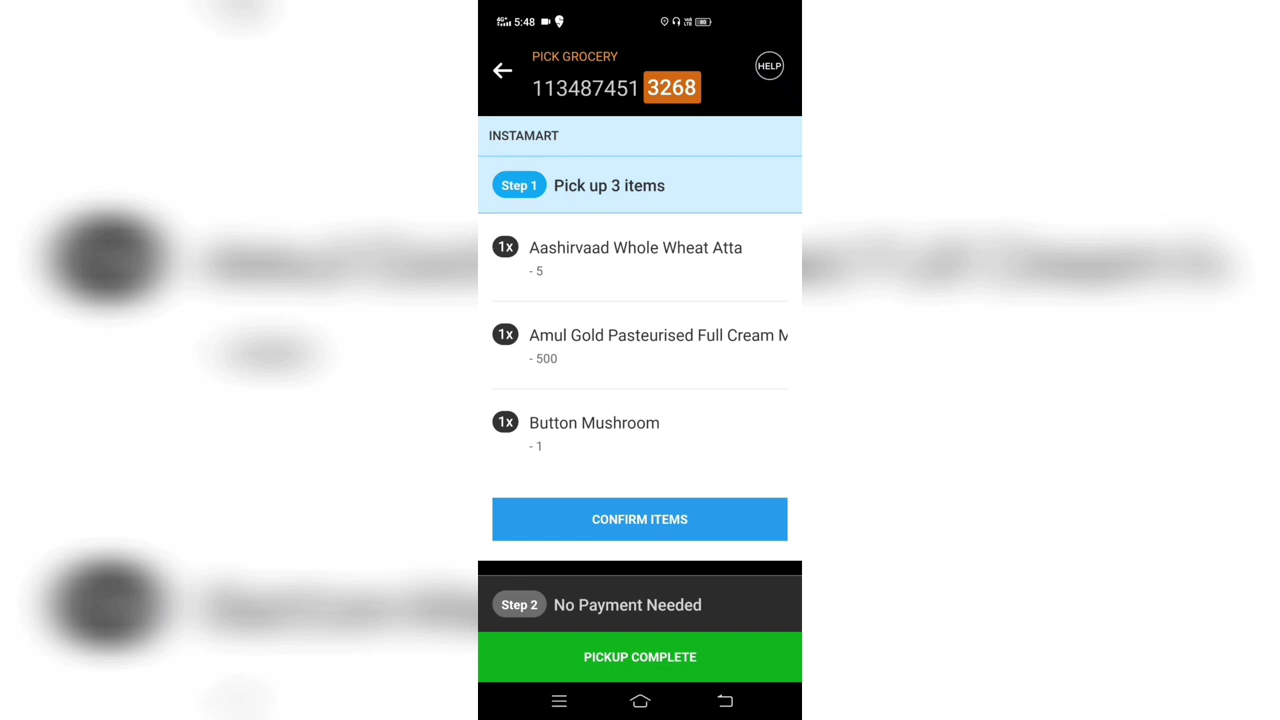 5:48
PICK GROCERY
113487451 3268
HELP
INSTAMART
Step 1 Pick up 3 items
1x Aashirvaad Whole Wheat Atta
- 5
1x Amul Gold Pasteurised Full Cream M
- 500
1x Button Mushroom
- 1
CONFIRM ITEMS
Step 2 No Payment Needed
PICKUP COMPLETE